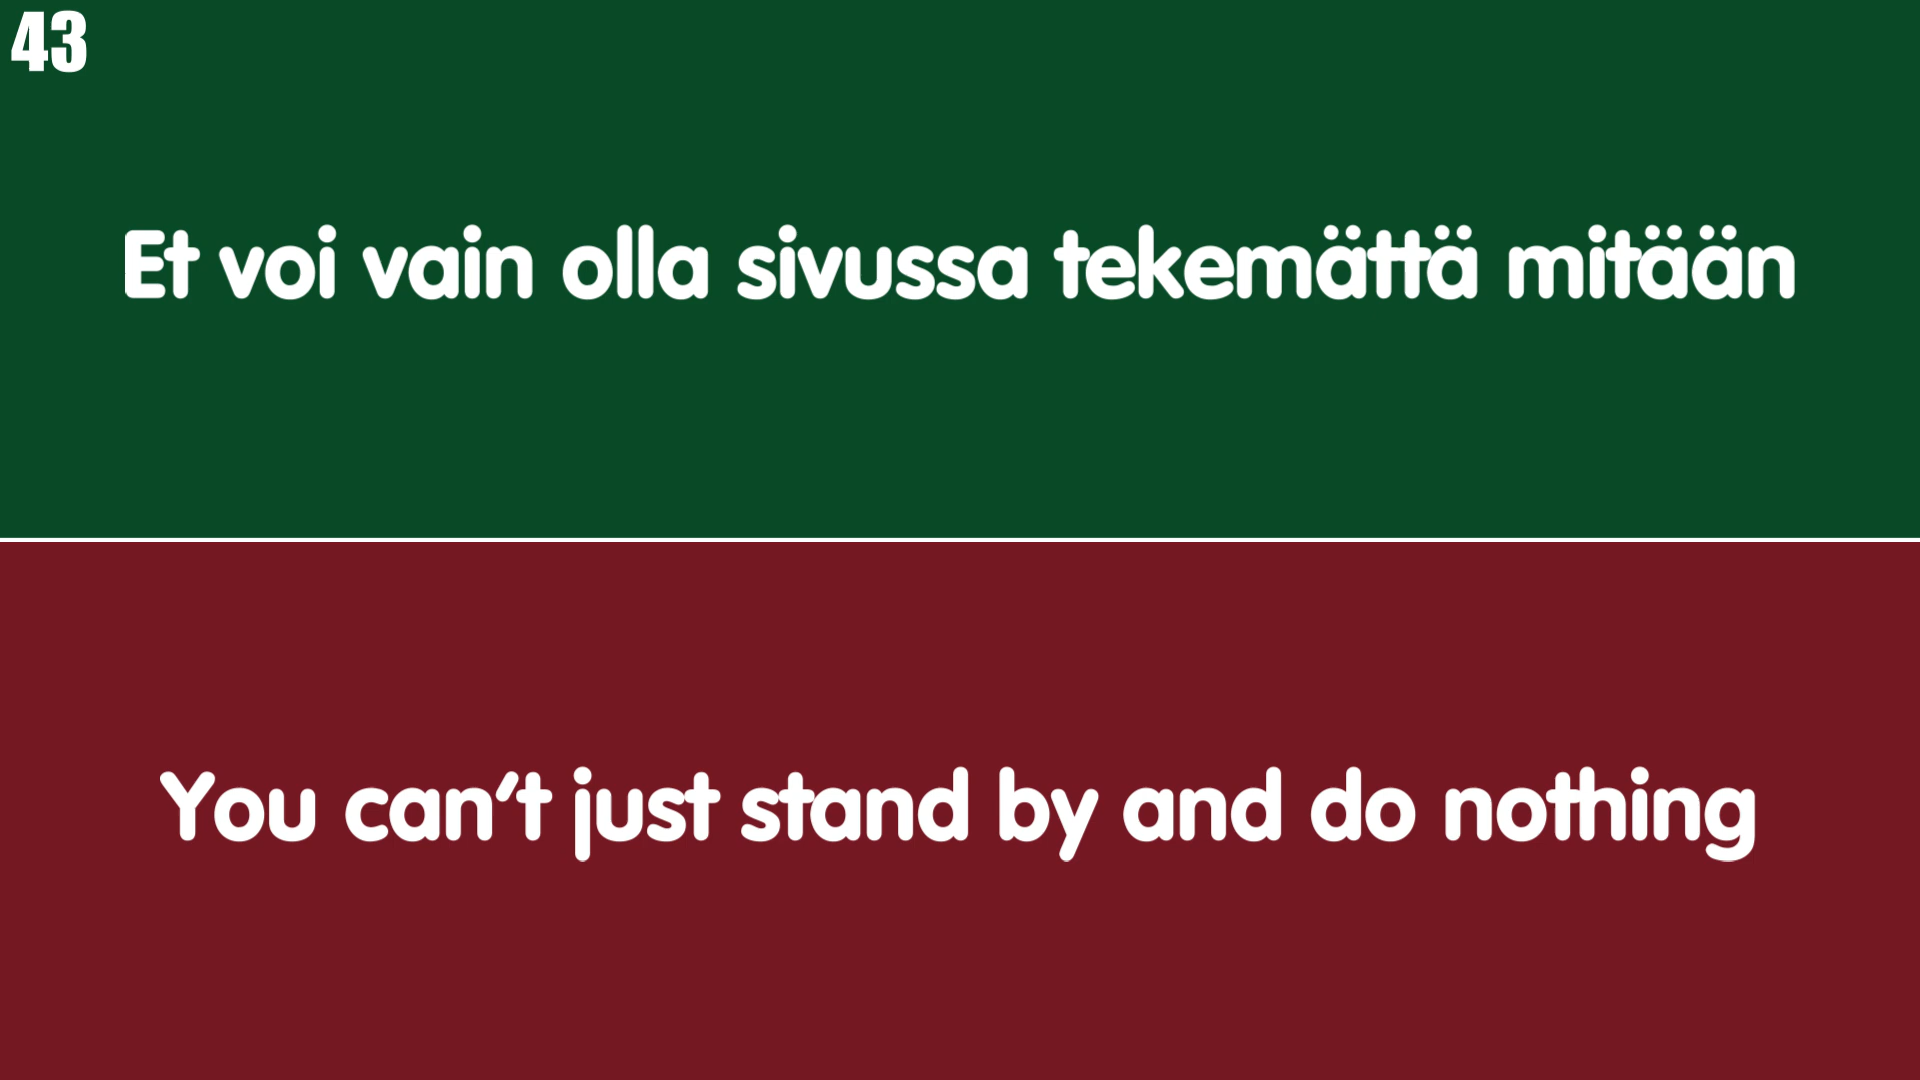 43
Et voi vain olla sivussa tekemättä mitään
You can't just stand by and do nothing